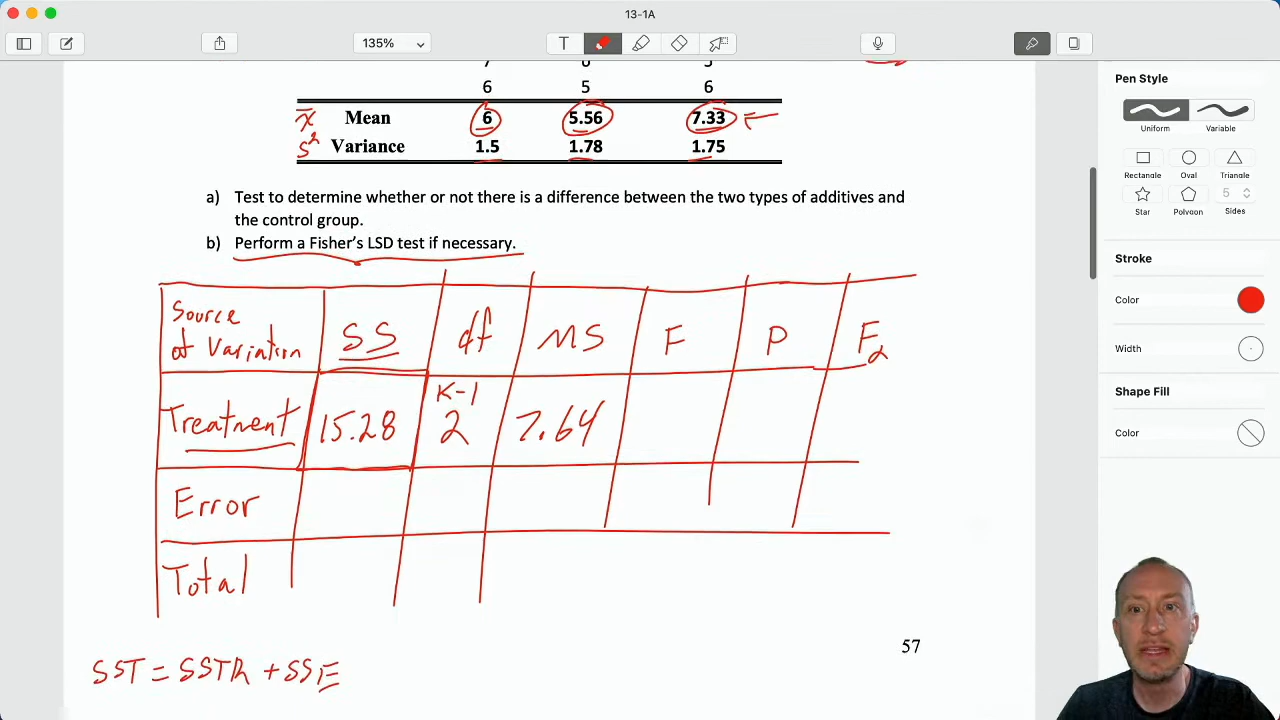 13-1A
135%
T
Pen Style
Uniform
Variable
Rectangle
Oval
Triangle
Star
Polygon
Sides
5
Stroke
Color
Width
Shape Fill
Color
6 5 6
x̄ Mean 6 5.56 7.33
s² Variance 1.5 1.78 1.75
a) Test to determine whether or not there is a difference between the two types of additives and
the control group.
b) Perform a Fisher's LSD test if necessary.
Source
of Variation
SS df MS F P Fα
K-1
Treatment 15.28 2 7.64
Error
Total
57
SST = SSTR + SSE